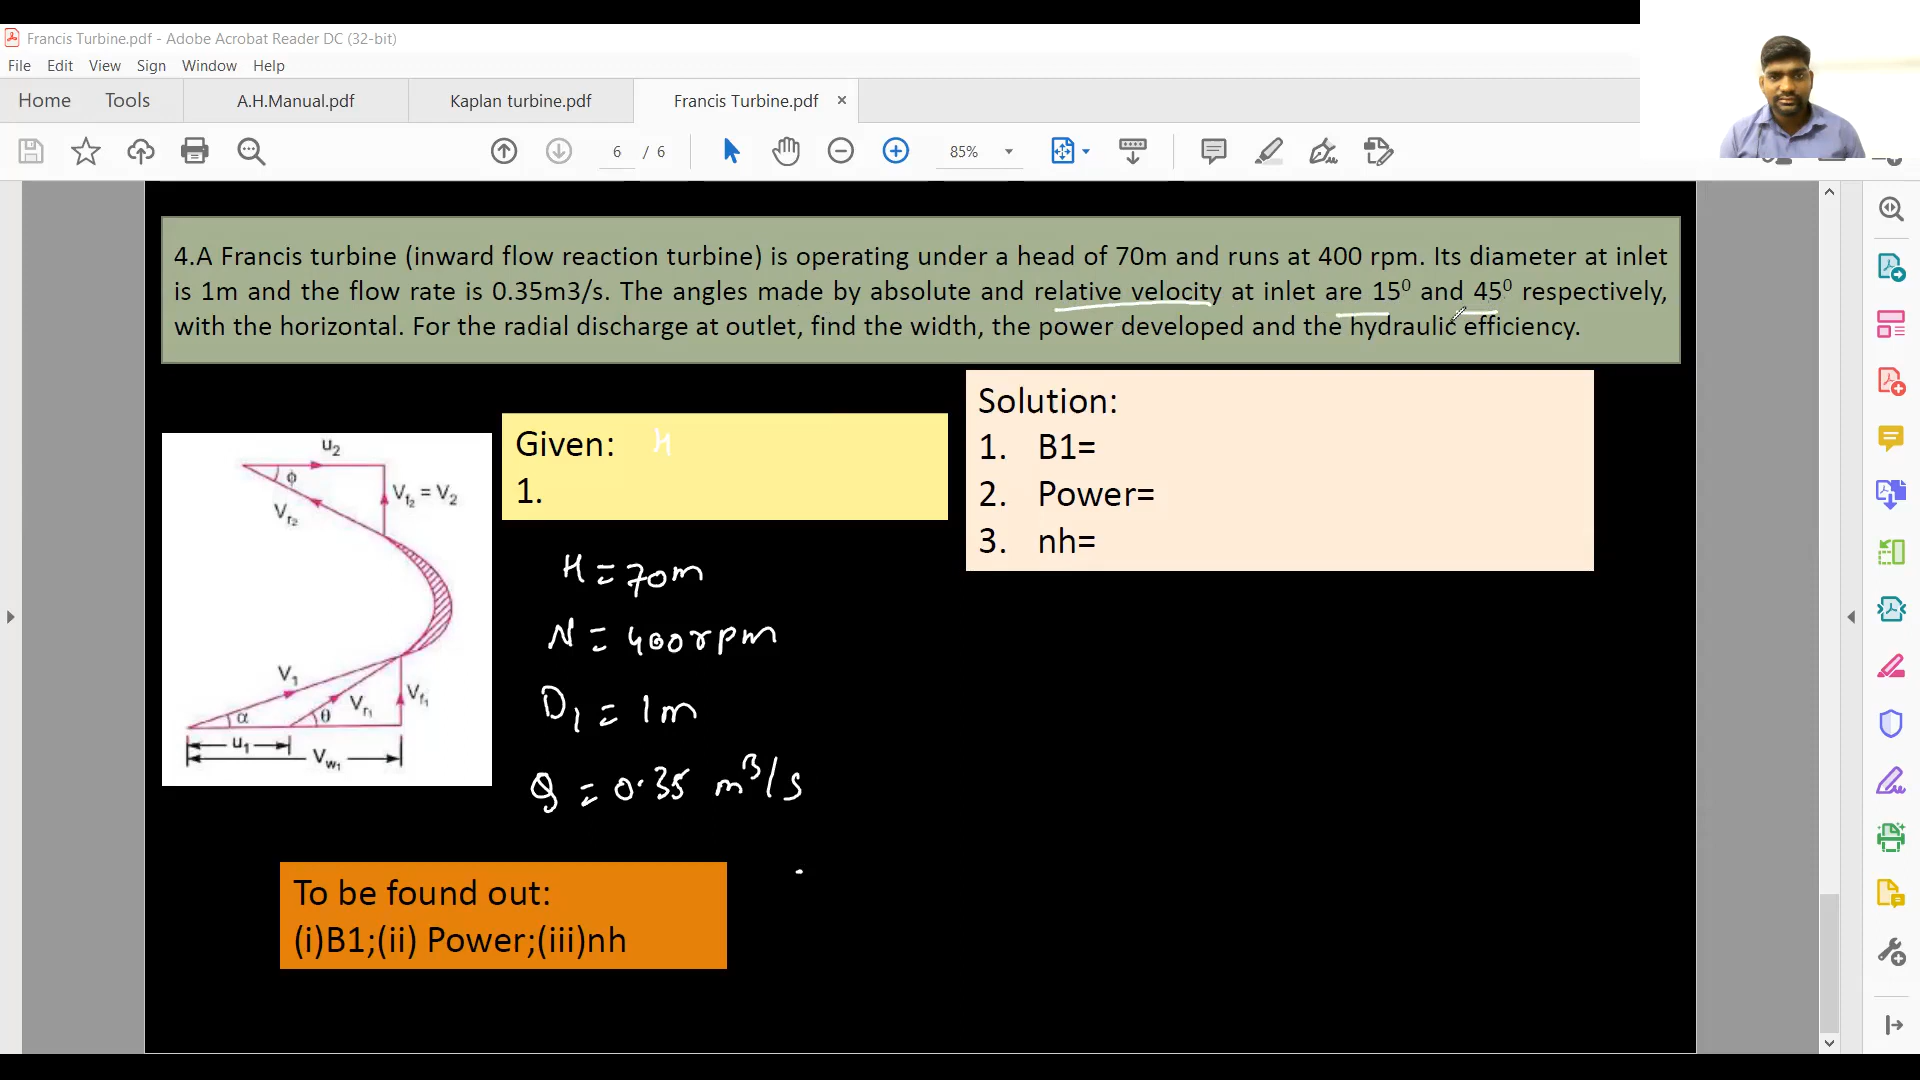 Francis Turbine.pdf - Adobe Acrobat Reader DC (32-bit)
File Edit View Sign Window Help
Home Tools A.H.Manual.pdf Kaplan turbine.pdf Francis Turbine.pdf ×
6 / 6 85%
4.A Francis turbine (inward flow reaction turbine) is operating under a head of 70m and runs at 400 rpm. Its diameter at inlet
is 1m and the flow rate is 0.35m3/s. The angles made by absolute and relative velocity at inlet are 15⁰ and 45⁰ respectively,
with the horizontal. For the radial discharge at outlet, find the width, the power developed and the hydraulic efficiency.
u₂
ϕ
Vf₂ = V₂
Vr₂
V₁
α
Vr₁
θ
Vf₁
u₁
Vw₁
Given: H
1.
H = 70m
N = 400rpm
D₁ = 1m
Q = 0.35 m³/s
To be found out:
(i)B1;(ii) Power;(iii)nh
Solution:
1. B1=
2. Power=
3. nh=